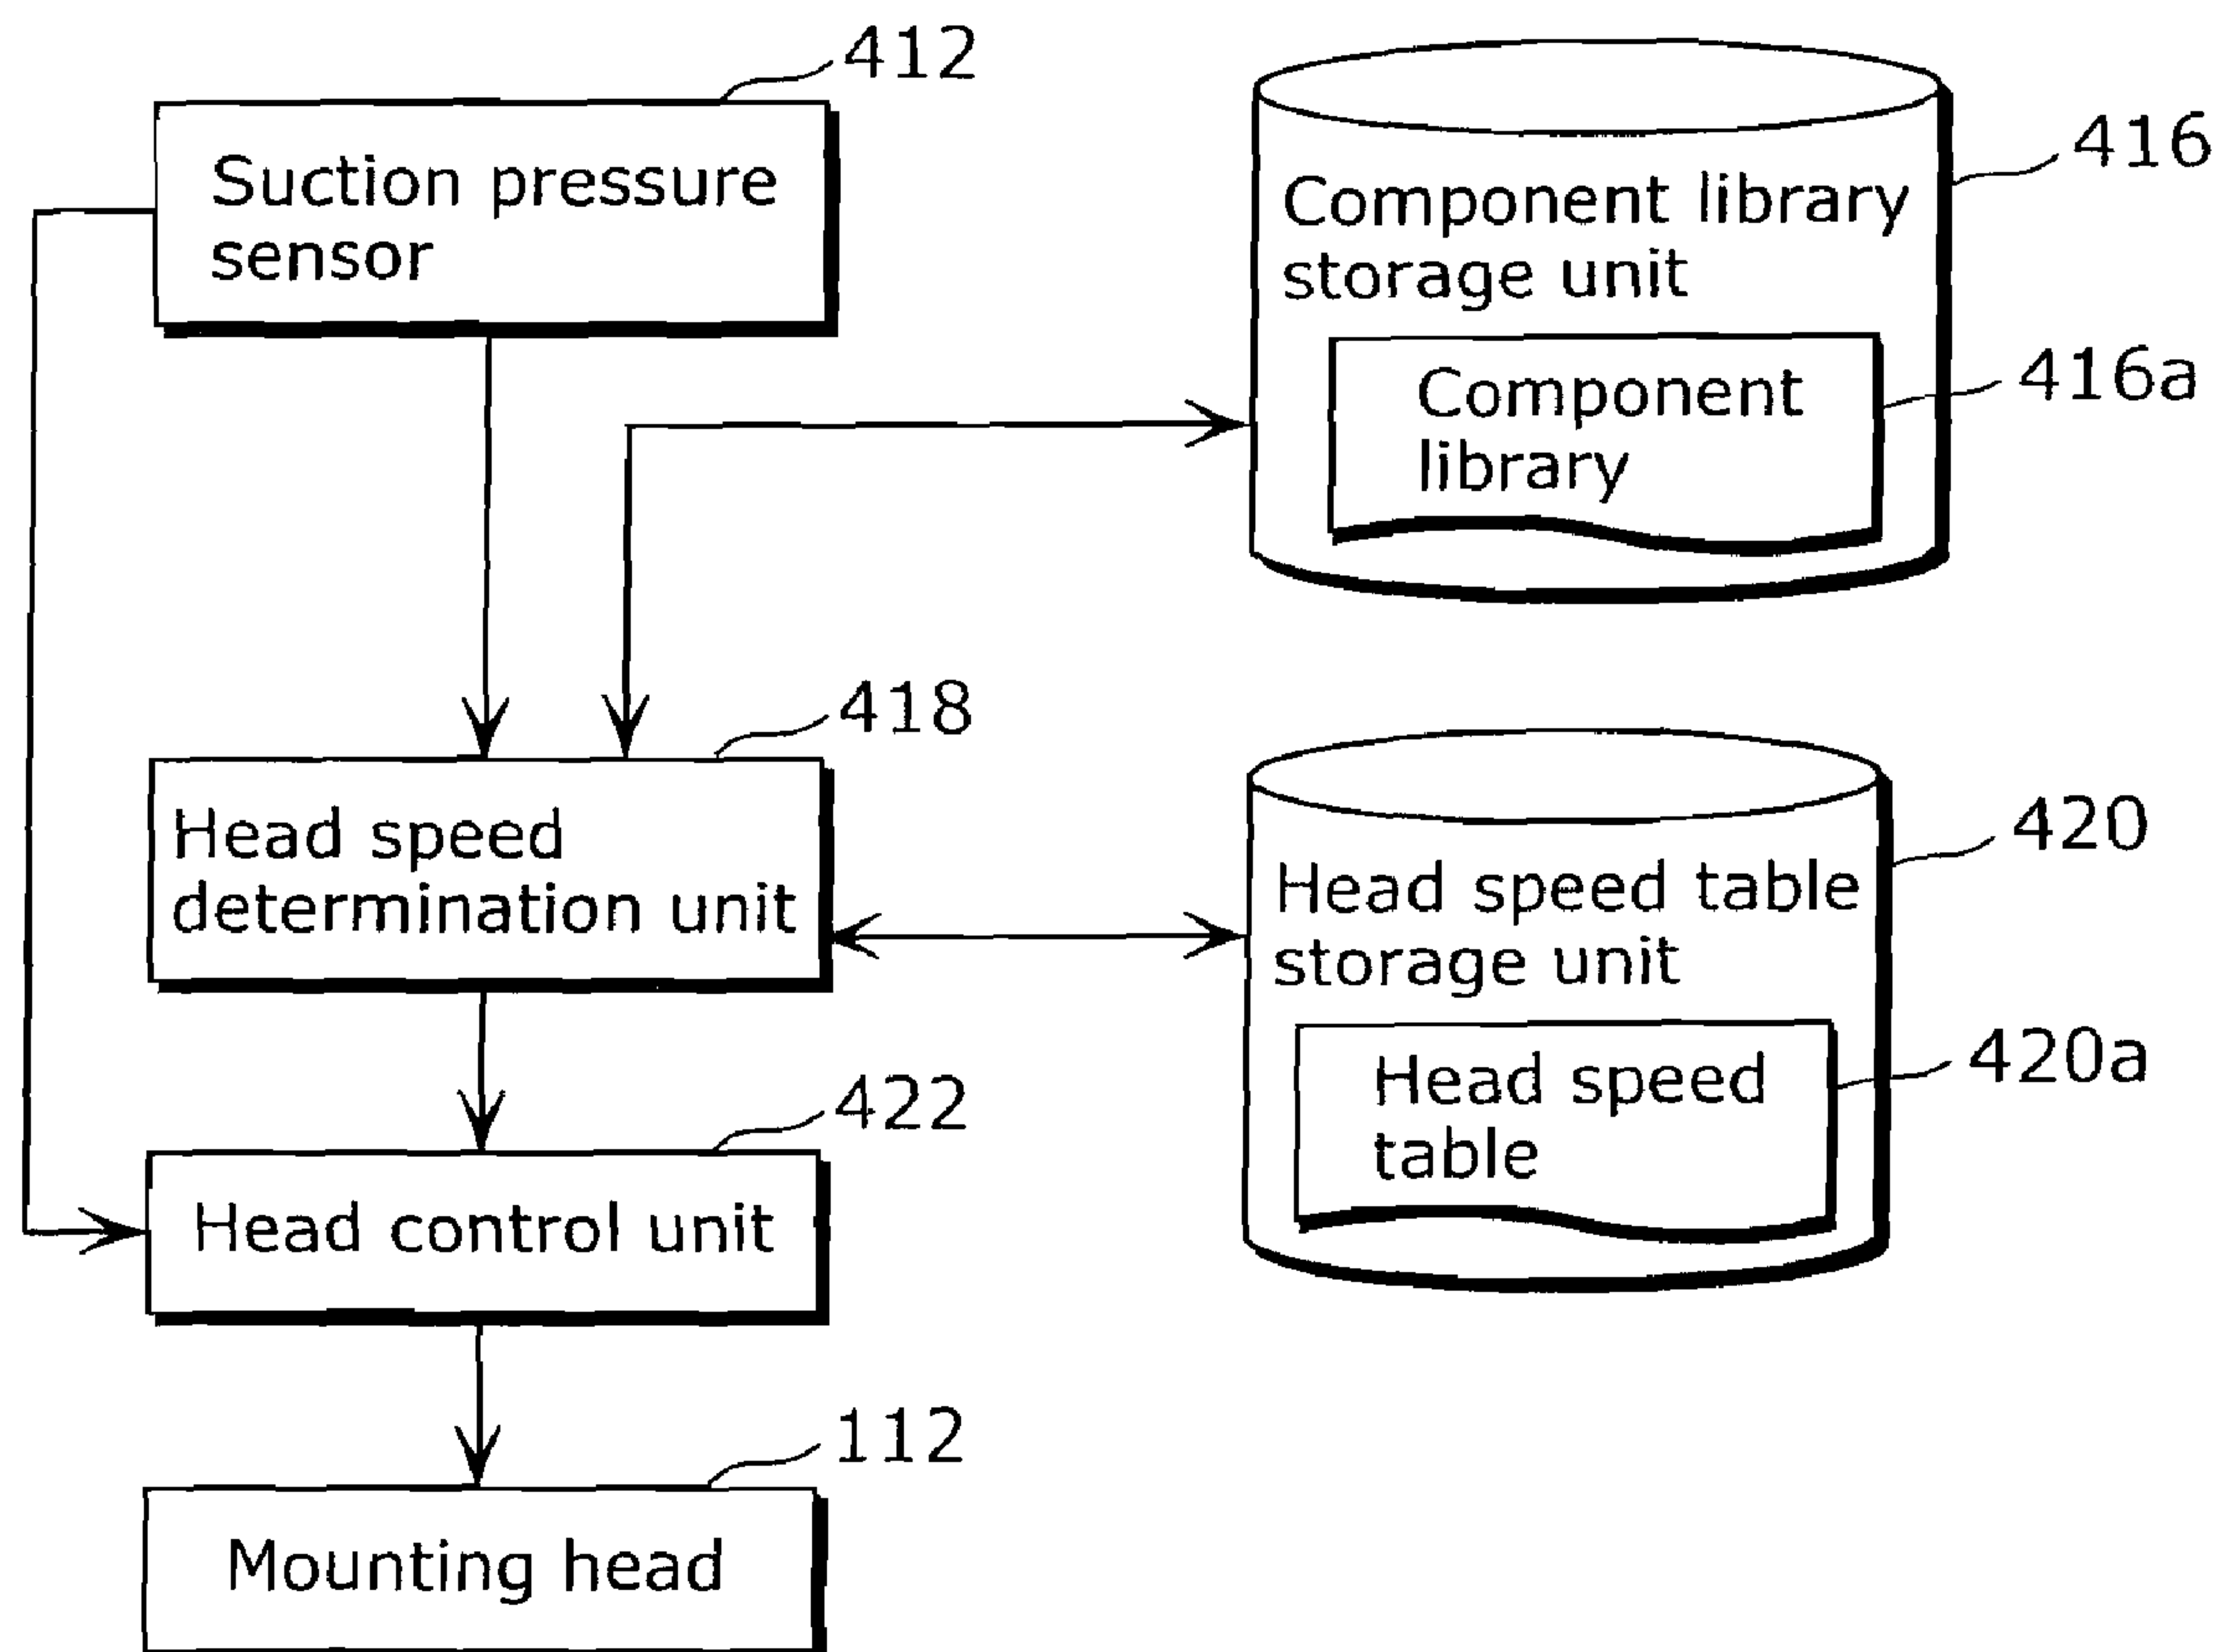 412
Suction pressure
sensor
416
Component library
storage unit
416a
Component
library
418
Head speed
determination unit
420
Head speed table
storage unit
420a
Head speed
table
422
Head control unit
112
Mounting head